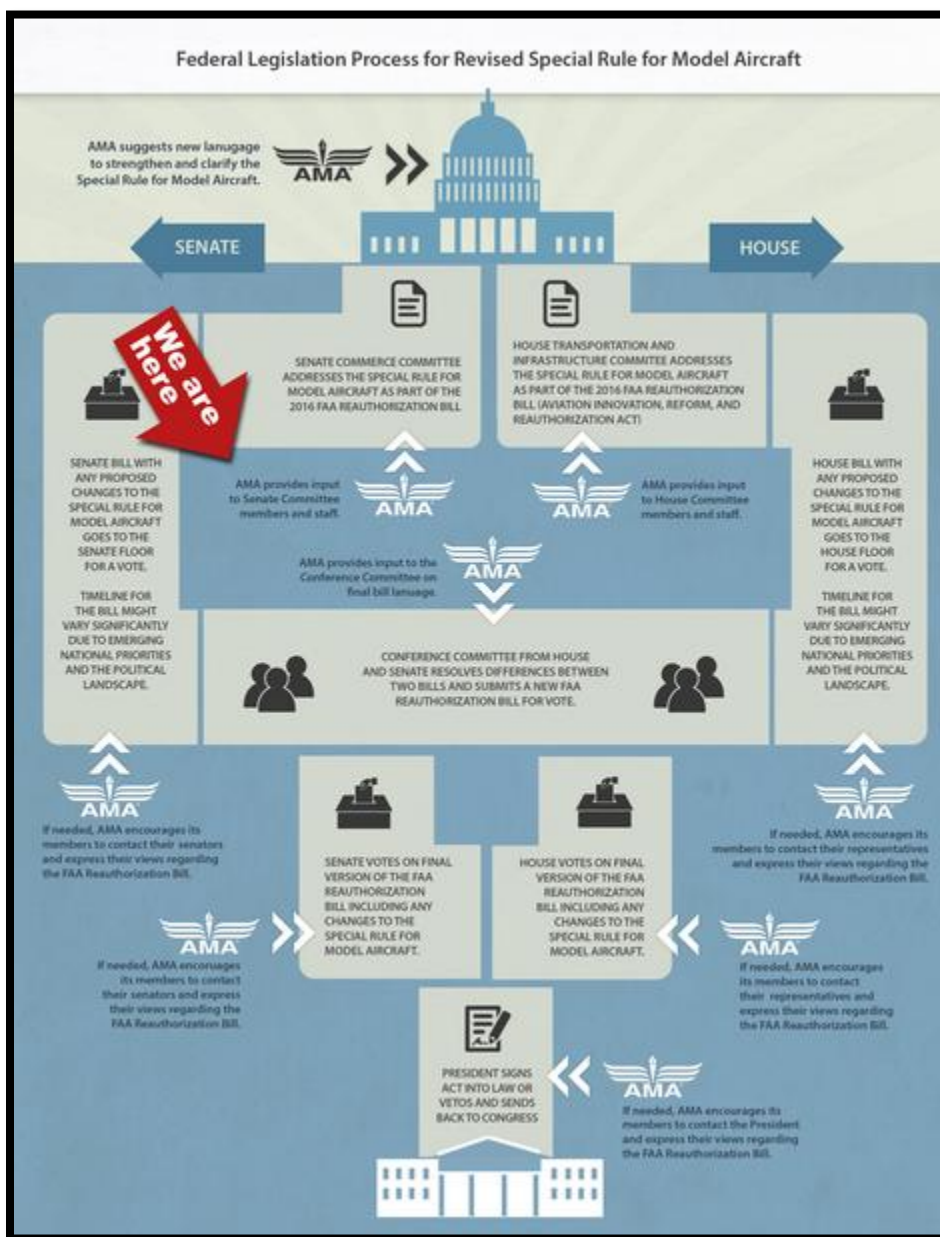 Federal Legislation Process for Revised Special Rule for Model Aircraft
AMA suggests new lanugage
to strengthen and clarify the
Special Rule for Model Aircraft.
AMA
SENATE
HOUSE
We are
here
SENATE COMMERCE COMMITTEE
ADDRESSES THE SPECIAL RULE FOR
MODEL AIRCRAFT AS PART OF THE
2016 FAA REAUTHORIZATION BILL
HOUSE TRANSPORTATION AND
INFRASTRUCTURE COMMITEE ADDRESSES
THE SPECIAL RULE FOR MODEL AIRCRAFT
AS PART OF THE 2016 FAA REAUTHORIZATION
BILL (AVIATION INNOVATION, REFORM, AND
REAUTHORIZATION ACT)
SENATE BILL WITH
ANY PROPOSED
CHANGES TO THE
SPECIAL RULE FOR
MODEL AIRCRAFT
GOES TO THE
SENATE FLOOR
FOR A VOTE.
TIMELINE FOR
THE BILL MIGHT
VARY SIGNIFICANTLY
DUE TO EMERGING
NATIONAL PRIORITIES
AND THE POLITICAL
LANDSCAPE.
AMA provides input
to Senate Committee
members and staff.
AMA
AMA
AMA provides input
to House Committee
members and staff.
HOUSE BILL WITH
ANY PROPOSED
CHANGES TO THE
SPECIAL RULE FOR
MODEL AIRCRAFT
GOES TO THE
HOUSE FLOOR
FOR A VOTE.
TIMELINE FOR
THE BILL MIGHT
VARY SIGNIFICANTLY
DUE TO EMERGING
NATIONAL PRIORITIES
AND THE POLITICAL
LANDSCAPE.
AMA provides input to the
Conference Committee on
final bill lanuage.
AMA
CONFERENCE COMMITTEE FROM HOUSE
AND SENATE RESOLVES DIFFERENCES BETWEEN
TWO BILLS AND SUBMITS A NEW FAA
REAUTHORIZATION BILL FOR VOTE.
AMA
If needed, AMA encourages its
members to contact their senators
and express their views regarding
the FAA Reauthorization Bill.
AMA
If needed, AMA encourages its
members to contact their representatives
and express their views regarding
the FAA Reauthorization Bill.
SENATE VOTES ON FINAL
VERSION OF THE FAA
REAUTHORIZATION
BILL INCLUDING ANY
CHANGES TO THE
SPECIAL RULE FOR
MODEL AIRCRAFT.
HOUSE VOTES ON FINAL
VERSION OF THE FAA
REAUTHORIZATION
BILL INCLUDING ANY
CHANGES TO THE
SPECIAL RULE FOR
MODEL AIRCRAFT.
AMA
If needed, AMA enconuages
its members to contact
their senators and express
their views regarding the
FAA Reauthorization Bill.
AMA
If needed, AMA encourages
its members to contact
their representatives and
express their views regarding
the FAA Reauthorization Bill.
PRESIDENT SIGNS
ACT INTO LAW OR
VETOS AND SENDS
BACK TO CONGRESS
AMA
If needed, AMA encourages its
members to contact the President
and express their views regarding
the FAA Reauthorization Bill.